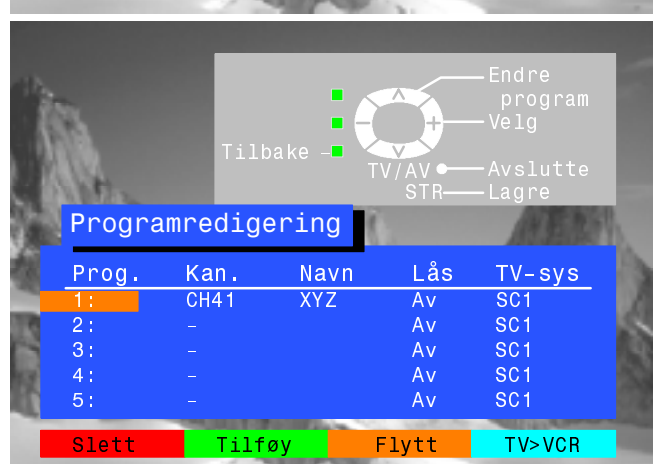 Endre
program
Velg
Tilbake
TV/AV
Avslutte
STR
Lagre
Programredigering
Prog. Kan. Navn Lås TV-sys
1: CH41 XYZ Av SC1
2: – Av SC1
3: – Av SC1
4: – Av SC1
5: – Av SC1
Slett Tilføy Flytt TV>VCR